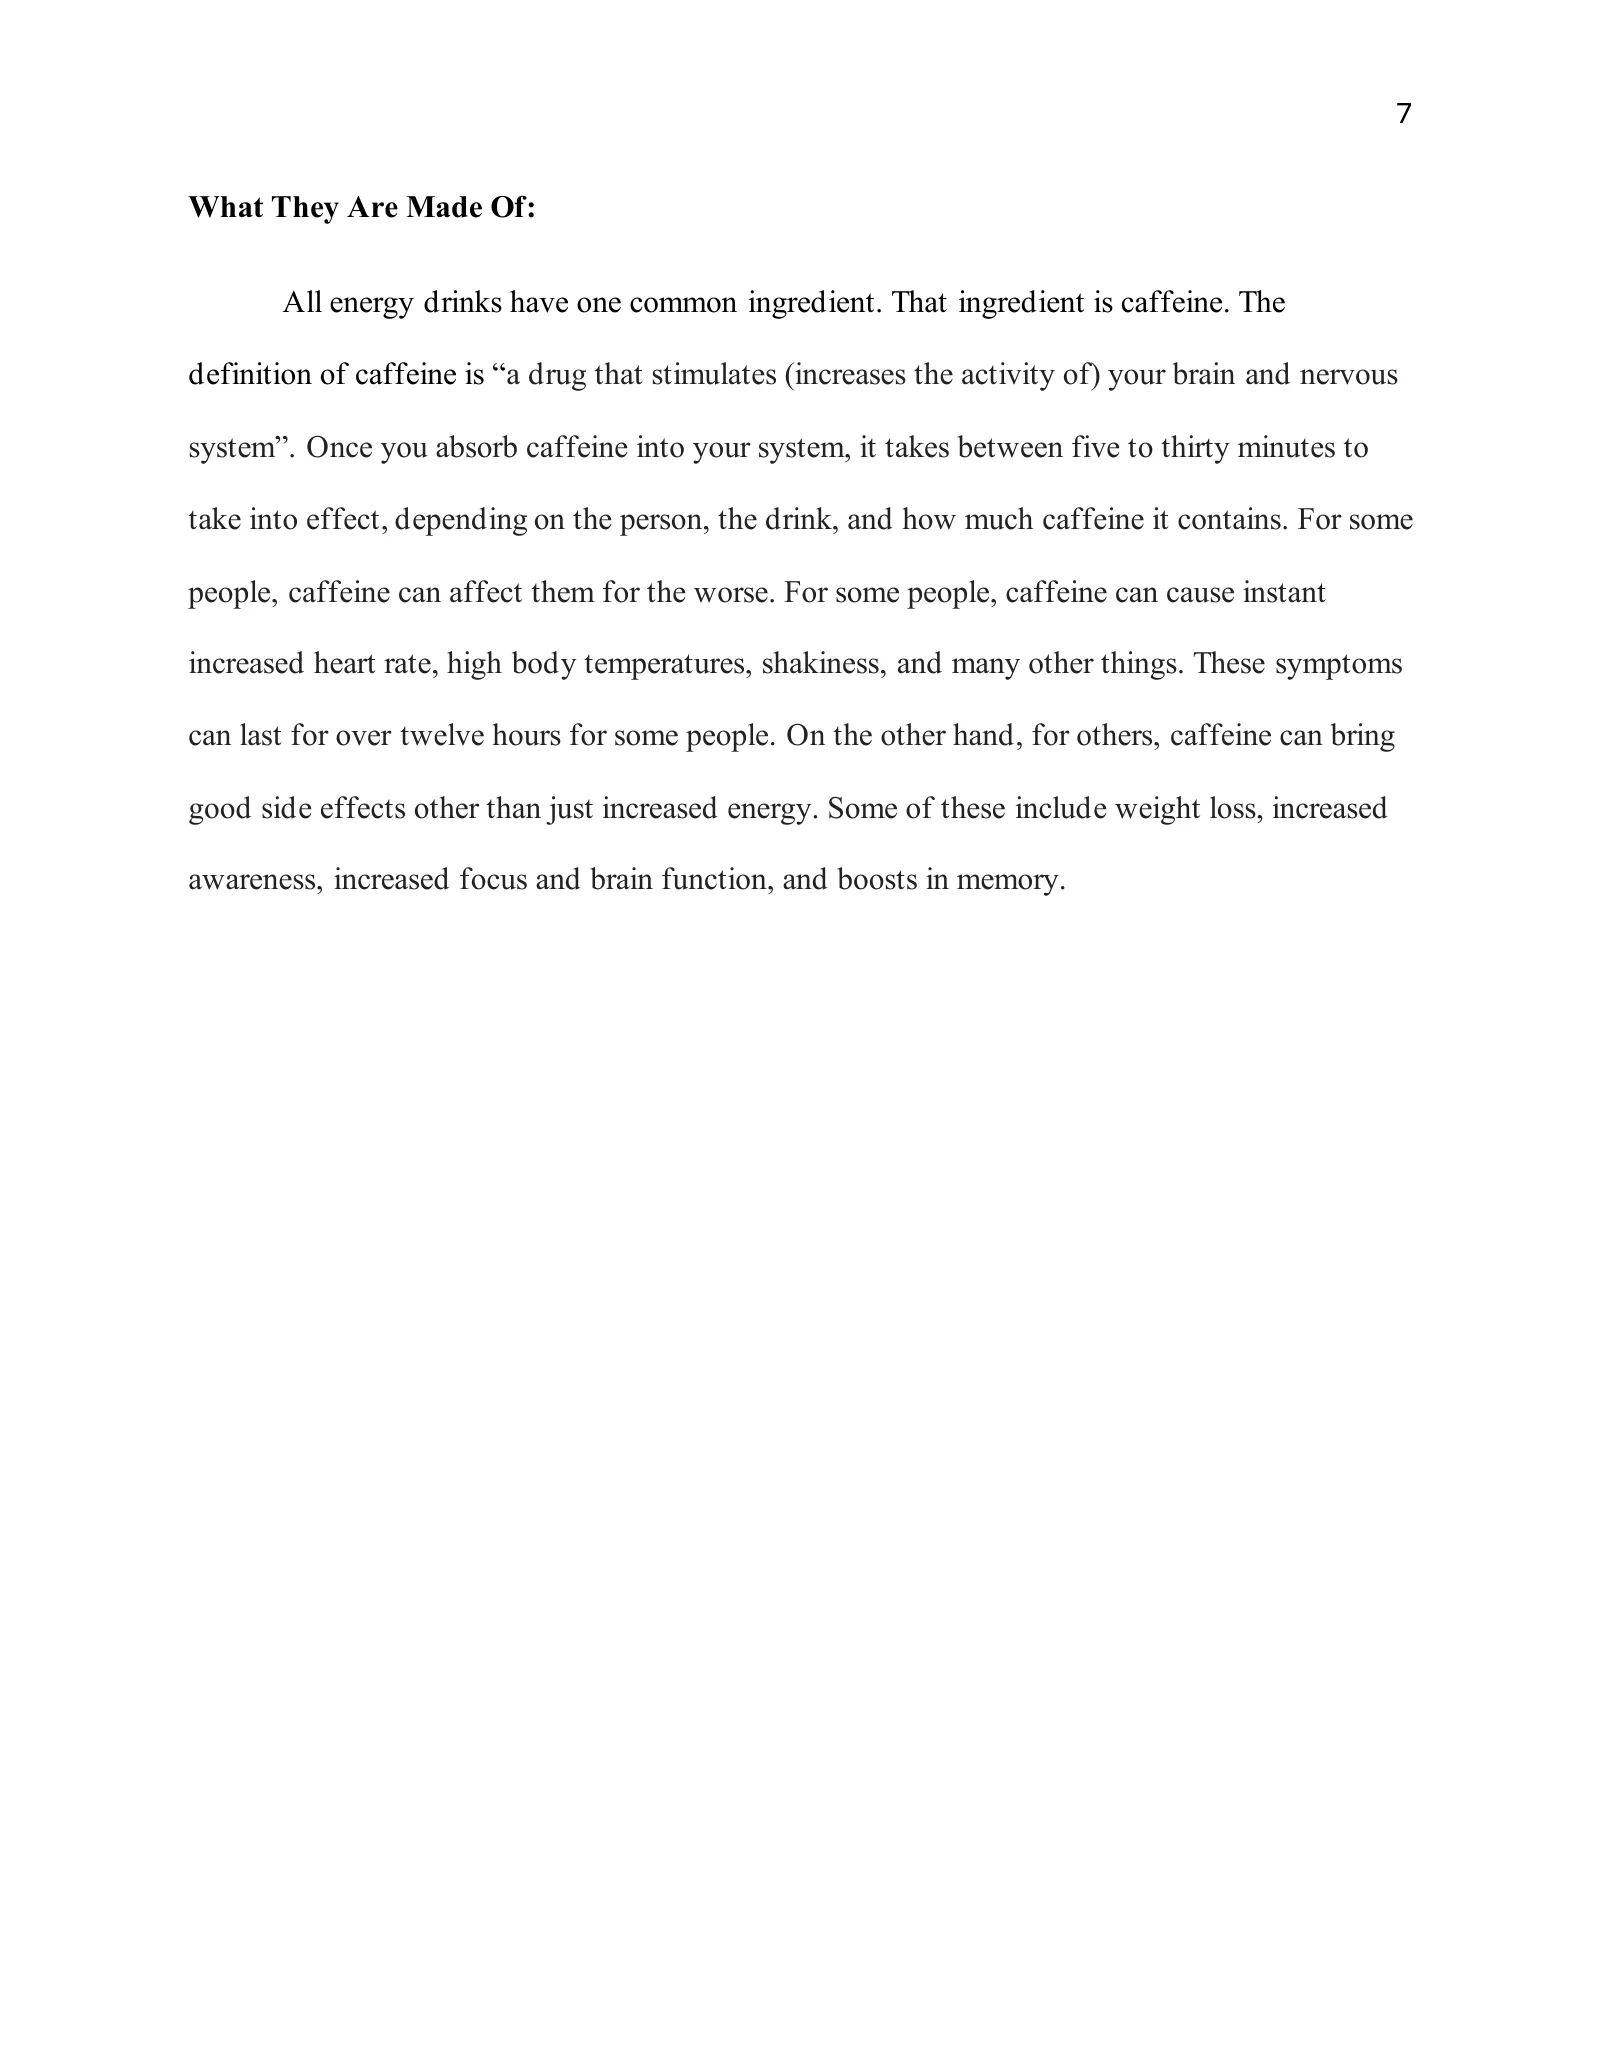 7
What They Are Made Of:
All energy drinks have one common ingredient. That ingredient is caffeine. The
definition of caffeine is “a drug that stimulates (increases the activity of) your brain and nervous
system”. Once you absorb caffeine into your system, it takes between five to thirty minutes to
take into effect, depending on the person, the drink, and how much caffeine it contains. For some
people, caffeine can affect them for the worse. For some people, caffeine can cause instant
increased heart rate, high body temperatures, shakiness, and many other things. These symptoms
can last for over twelve hours for some people. On the other hand, for others, caffeine can bring
good side effects other than just increased energy. Some of these include weight loss, increased
awareness, increased focus and brain function, and boosts in memory.